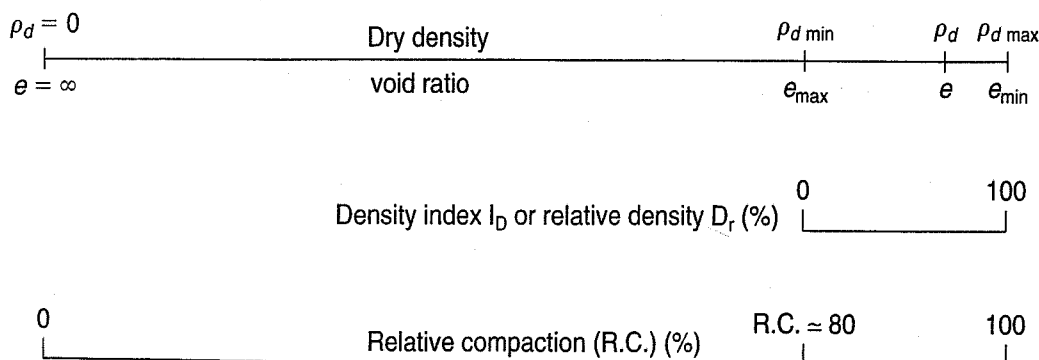 ρd = 0 Dry density ρd min ρd ρd max
e = ∞ void ratio emax e emin
0 100
Density index ID or relative density Dr (%)
0 R.C. ≃ 80 100
Relative compaction (R.C.) (%)